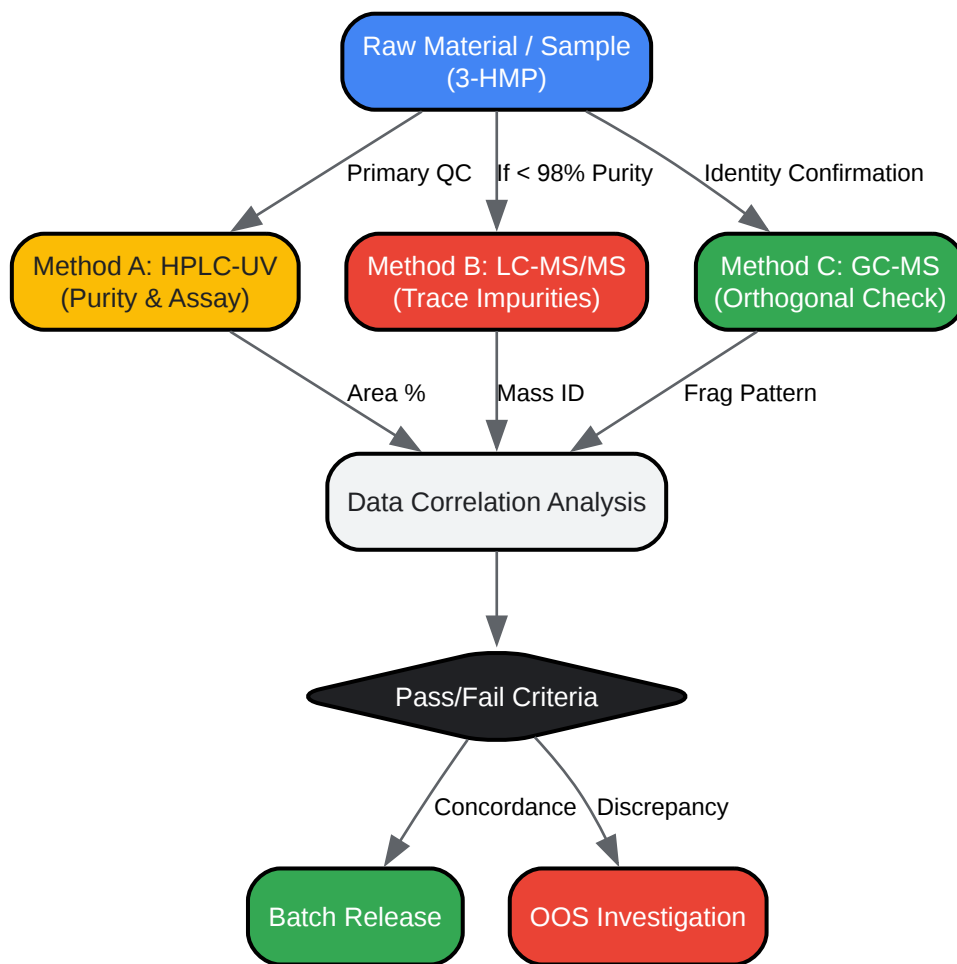 Raw Material / Sample
(3-HMP)
Primary QC
If < 98% Purity
Identity Confirmation
Method A: HPLC-UV
(Purity & Assay)
Method B: LC-MS/MS
(Trace Impurities)
Method C: GC-MS
(Orthogonal Check)
Area %
Mass ID
Frag Pattern
Data Correlation Analysis
Pass/Fail Criteria
Concordance
Discrepancy
Batch Release
OOS Investigation